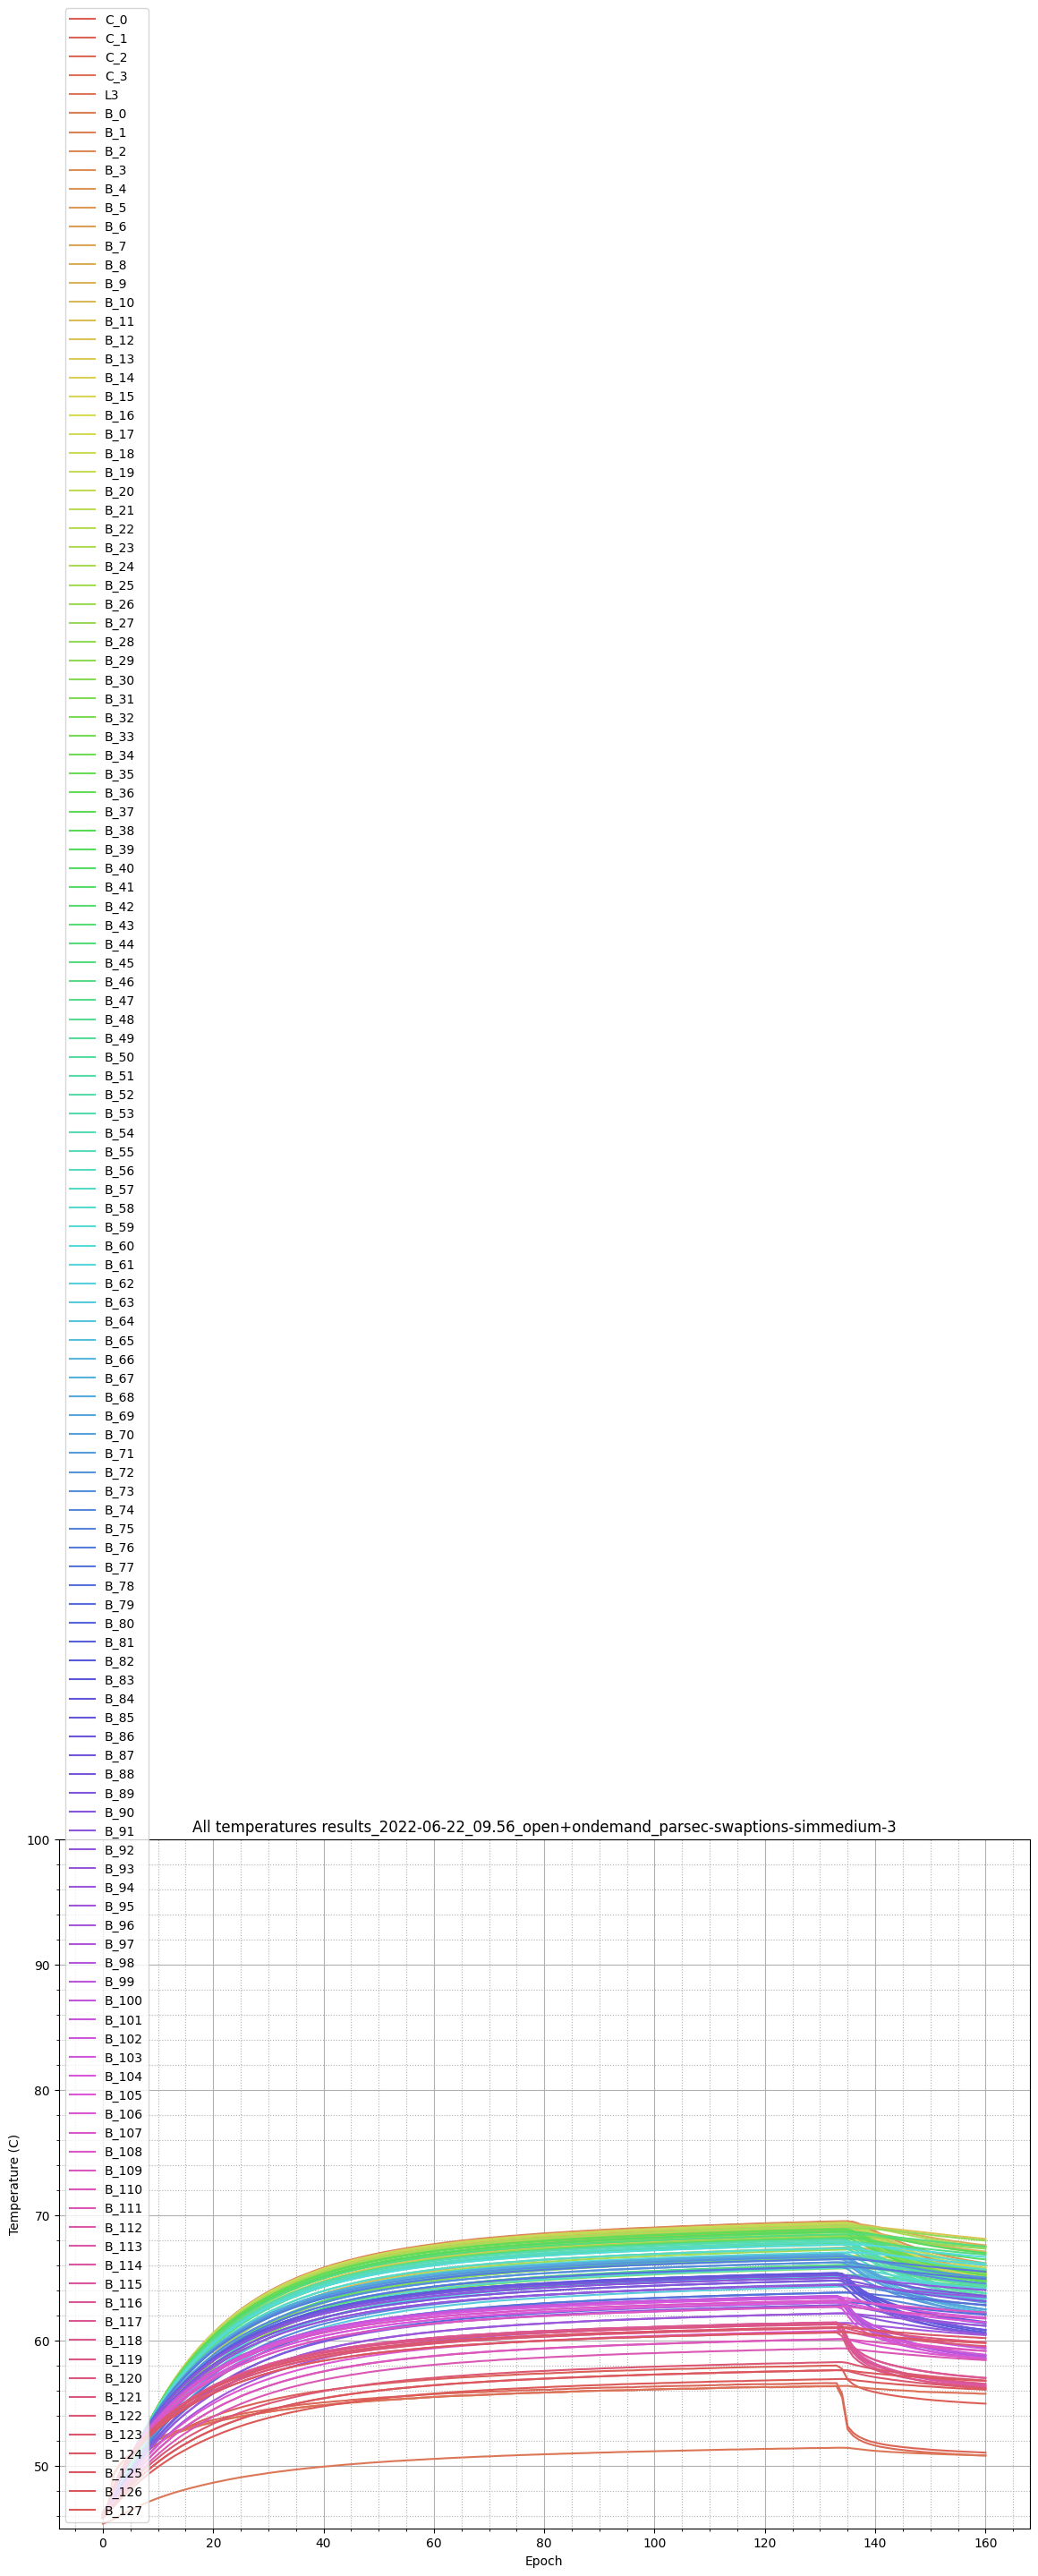 C_0
C_1
C_2
C_3
L3
B_0
B_1
B_2
B_3
B_4
B_5
B_6
B_7
B_8
B_9
B_10
B_11
B_12
B_13
B_14
B_15
B_16
B_17
B_18
B_19
B_20
B_21
B_22
B_23
B_24
B_25
B_26
B_27
B_28
B_29
B_30
B_31
B_32
B_33
B_34
B_35
B_36
B_37
B_38
B_39
B_40
B_41
B_42
B_43
B_44
B_45
B_46
B_47
B_48
B_49
B_50
B_51
B_52
B_53
B_54
B_55
B_56
B_57
B_58
B_59
B_60
B_61
B_62
B_63
B_64
B_65
B_66
B_67
B_68
B_69
B_70
B_71
B_72
B_73
B_74
B_75
B_76
B_77
B_78
B_79
B_80
B_81
B_82
B_83
B_84
B_85
B_86
B_87
B_88
B_89
B_90
B_91
B_92
B_93
B_94
B_95
B_96
B_97
B_98
B_99
B_100
B_101
B_102
B_103
B_104
B_105
B_106
B_107
B_108
B_109
B_110
B_111
B_112
B_113
B_114
B_115
B_116
B_117
B_118
B_119
B_120
B_121
B_122
B_123
B_124
B_125
B_126
B_127
All temperatures results_2022-06-22_09.56_open+ondemand_parsec-swaptions-simmedium-3
100
90
80
70
60
50
Temperature (C)
0 20 40 60 80 100 120 140 160
Epoch